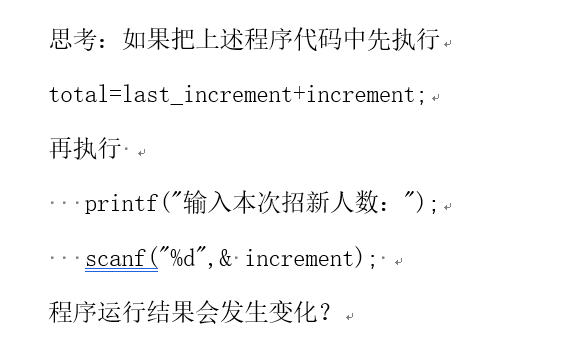 思考：如果把上述程序代码中先执行
total=last_increment+increment;
再执行
printf("输入本次招新人数：");
scanf("%d",& increment);
程序运行结果会发生变化？